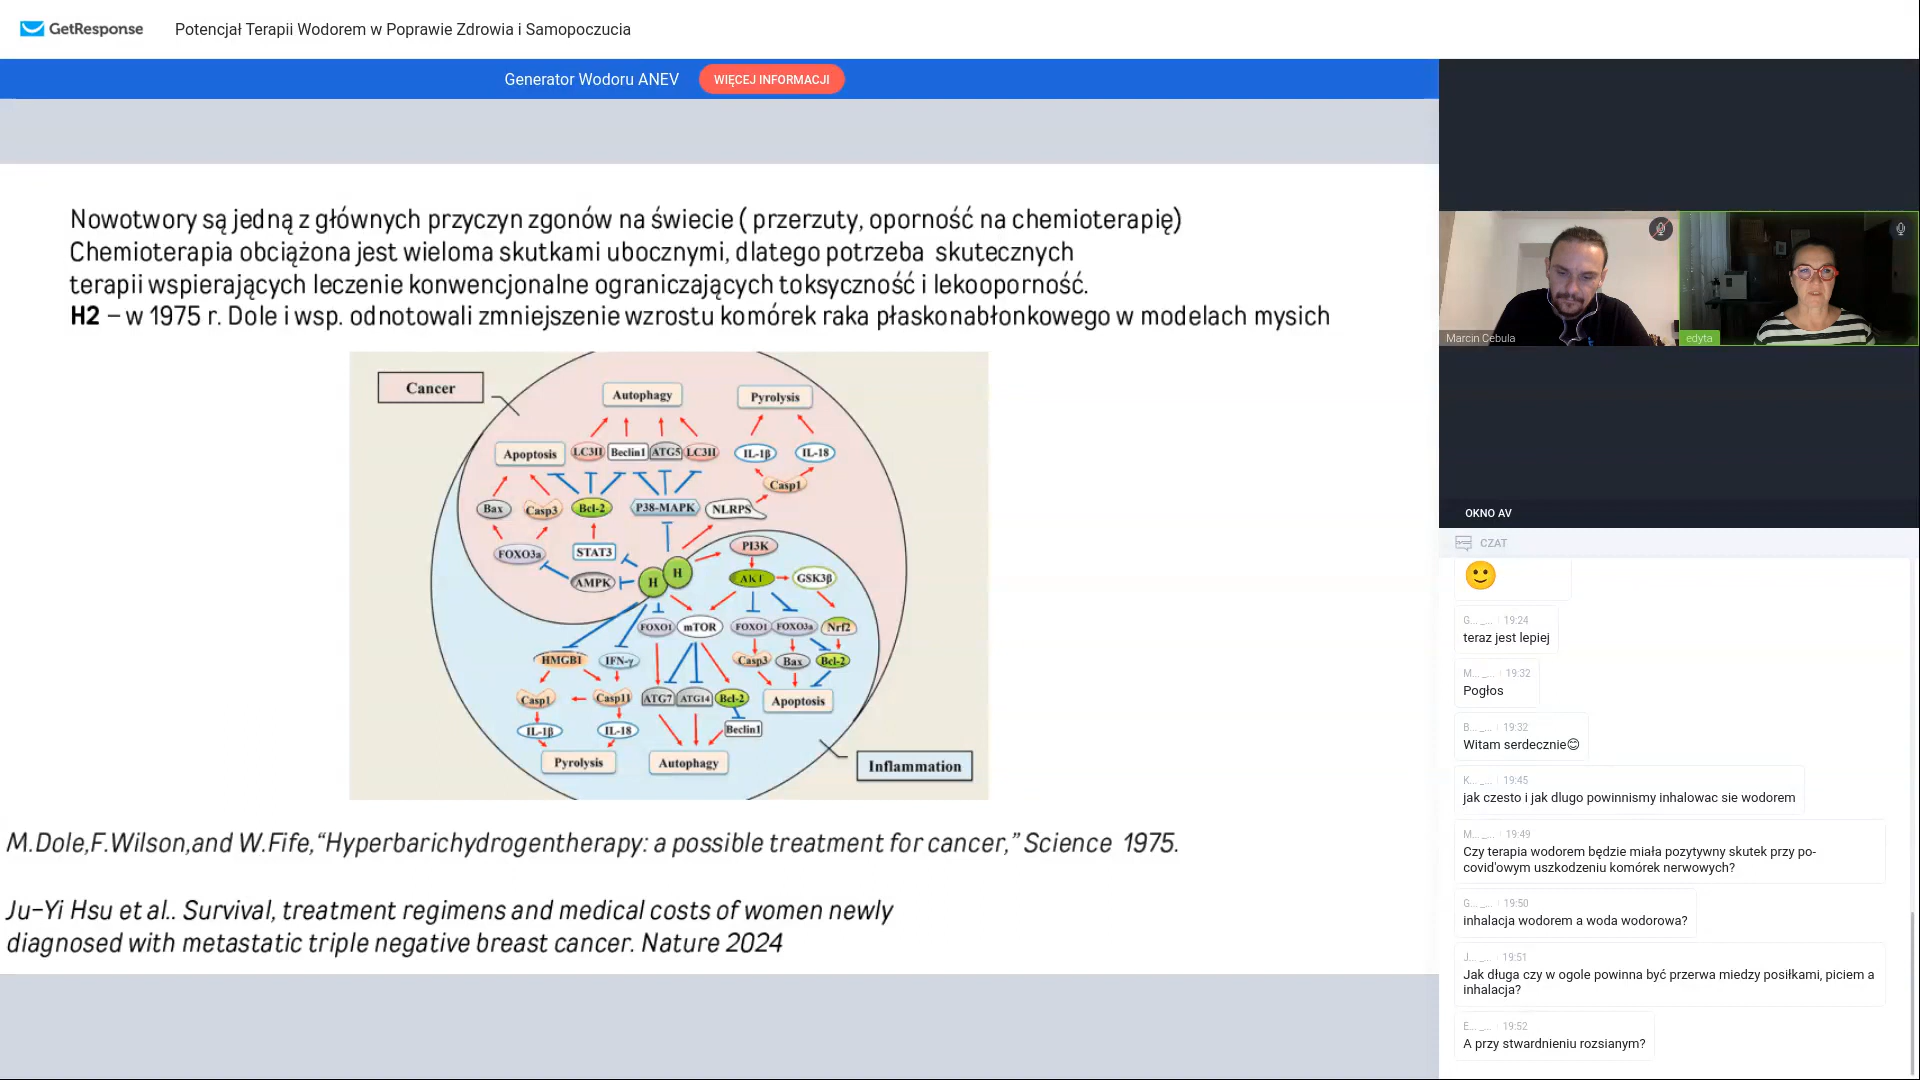 GetResponse
Potencjał Terapii Wodorem w Poprawie Zdrowia i Samopoczucia
Generator Wodoru ANEV
WIĘCEJ INFORMACJI
Nowotwory są jedną z głównych przyczyn zgonów na świecie ( przerzuty, oporność na chemioterapię)
Chemioterapia obciążona jest wieloma skutkami ubocznymi, dlatego potrzeba skutecznych
terapii wspierających leczenie konwencjonalne ograniczających toksyczność i lekooporność.
H2 – w 1975 r. Dole i wsp. odnotowali zmniejszenie wzrostu komórek raka płaskonabłonkowego w modelach mysich
Cancer
Autophagy
Pyrolysis
Apoptosis
LC3II
Beclin1
ATG5
LC3II
IL-1β
IL-18
Casp1
Bax
Casp3
Bcl-2
P38-MAPK
NLRPS
FOXO3a
STAT3
PI3K
AMPK
H
H
AKT
GSK3β
FOXO1
mTOR
FOXO1
FOXO3a
Nrf2
HMGB1
IFN-γ
Casp3
Bax
Bcl-2
Casp1
Casp11
ATG7
ATG14
Bcl-2
Apoptosis
IL-1β
IL-18
Beclin1
Pyrolysis
Autophagy
Inflammation
M.Dole,F.Wilson,and W.Fife,“Hyperbarichydrogentherapy: a possible treatment for cancer,” Science 1975.
Ju–Yi Hsu et al.. Survival, treatment regimens and medical costs of women newly
diagnosed with metastatic triple negative breast cancer. Nature 2024
Marcin Cebula
edyta
OKNO AV
CZAT
G... _... 19:24
teraz jest lepiej
M... _... 19:32
Pogłos
B... _... 19:32
Witam serdecznie😊
K... _... 19:45
jak czesto i jak dlugo powinnismy inhalowac sie wodorem
M... _... 19:49
Czy terapia wodorem będzie miała pozytywny skutek przy po-
covid'owym uszkodzeniu komórek nerwowych?
G... _... 19:50
inhalacja wodorem a woda wodorowa?
J... _... 19:51
Jak długa czy w ogole powinna być przerwa miedzy posiłkami, piciem a
inhalacja?
E... _... 19:52
A przy stwardnieniu rozsianym?